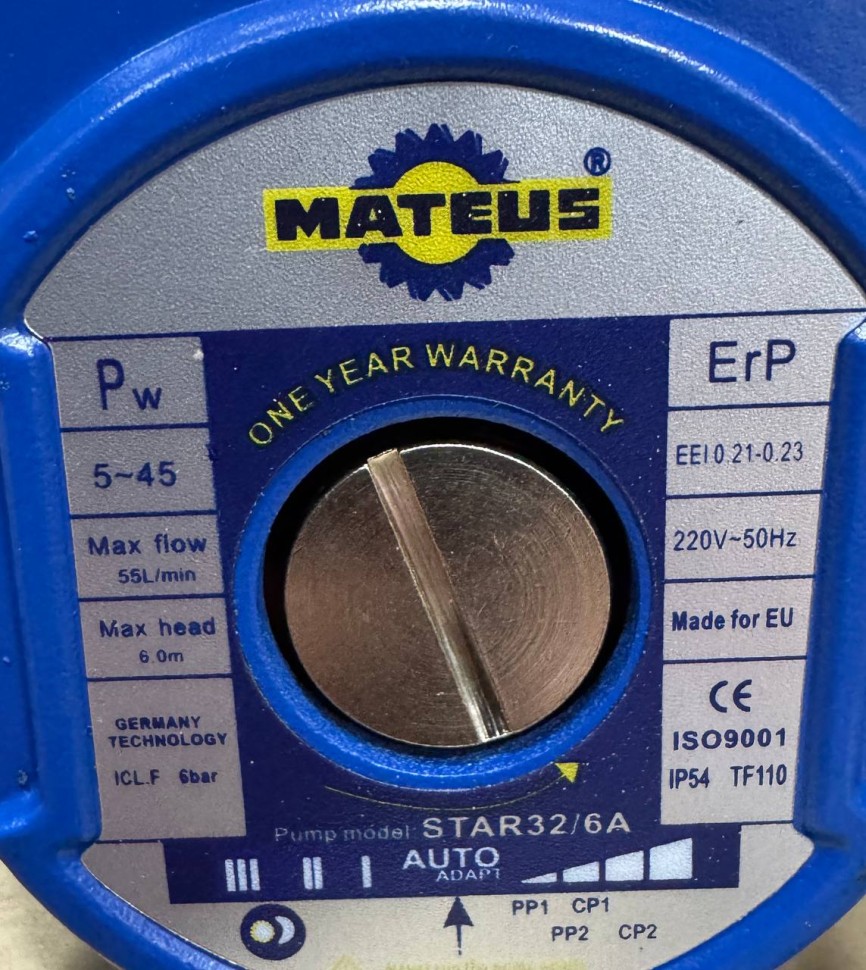 MATEUS ®
ONE YEAR WARRANTY
Pw
5~45
Max flow
55L/min
Max head
6.0m
GERMANY
TECHNOLOGY
ICL.F 6bar
ErP
EEI 0.21-0.23
220V~50Hz
Made for EU
CE
ISO9001
IP54 TF110
Pump model: STAR32/6A
III II I AUTO
ADAPT
PP1 CP1
PP2 CP2